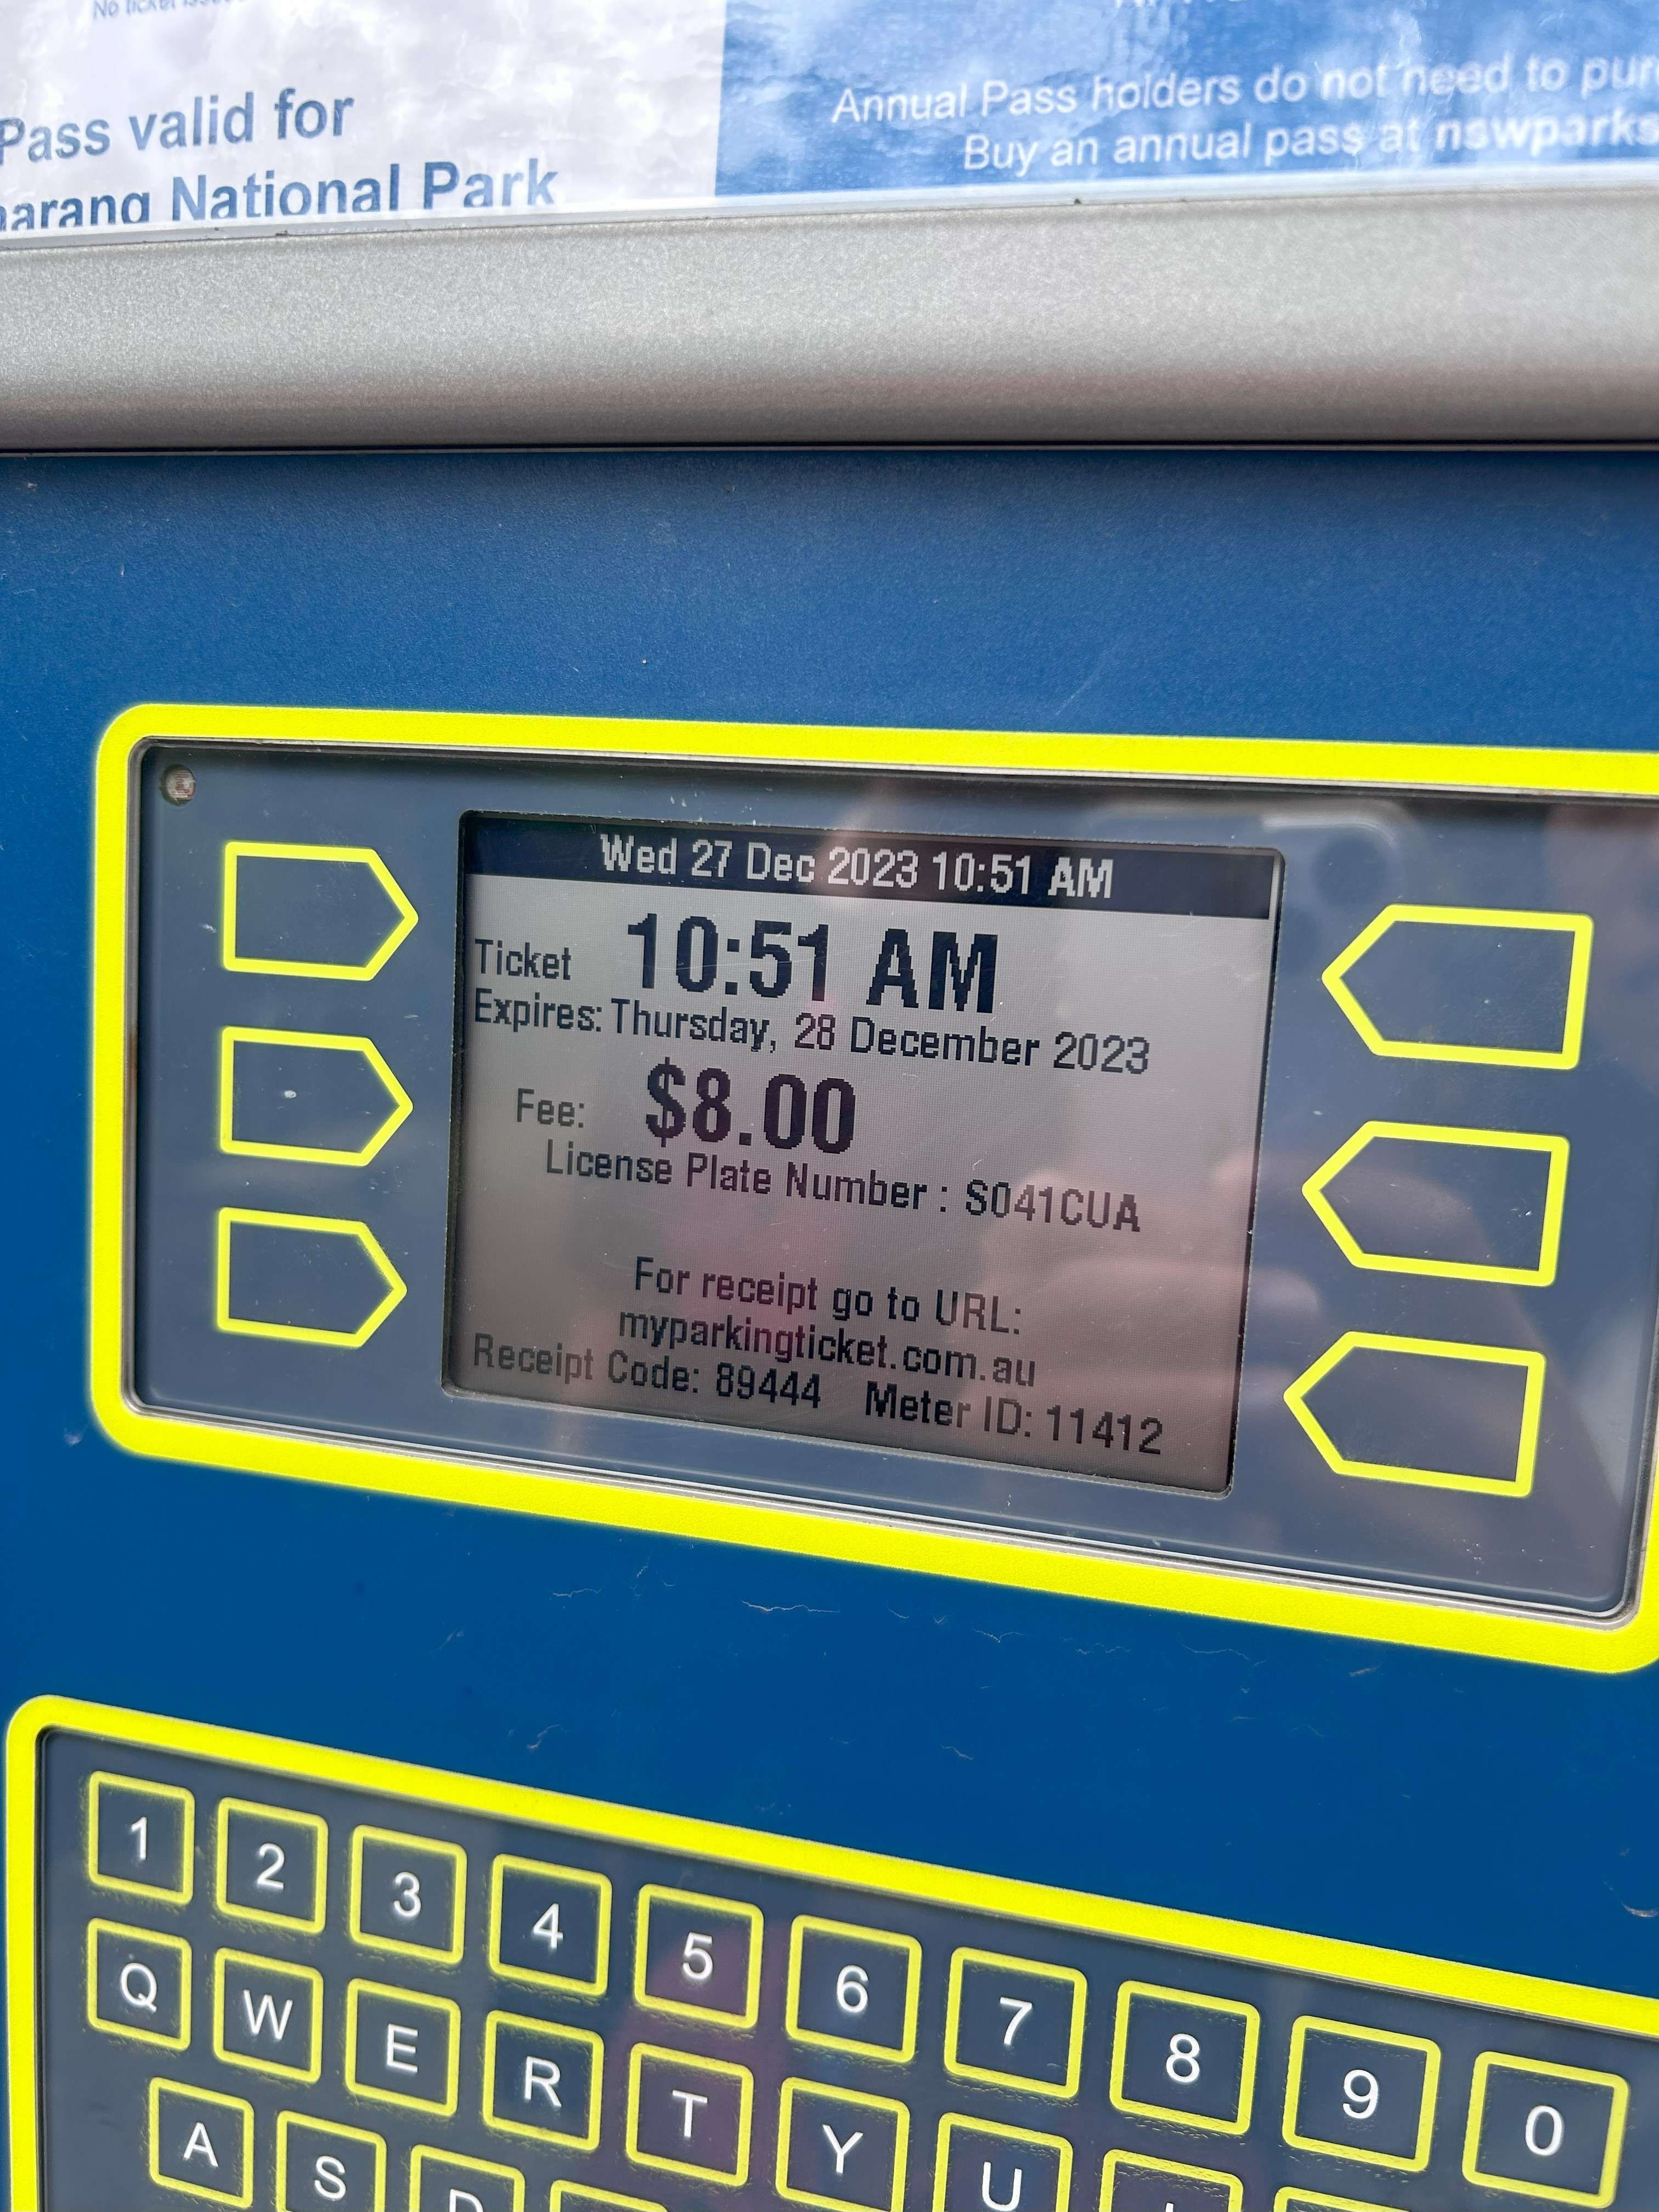 No ticket
Pass valid for
National Park
Annual Pass holders do not need to
Buy an annual pass at nswparks
Wed 27 Dec 2023 10:51 AM
Ticket 10:51 AM
Expires: Thursday, 28 December 2023
Fee: $8.00
License Plate Number : S041CUA
For receipt go to URL:
myparkingticket.com.au
Receipt Code: 89444 Meter ID: 11412
1 2 3 4 5 6 7 8 9 0
Q W E R T Y U
A S D